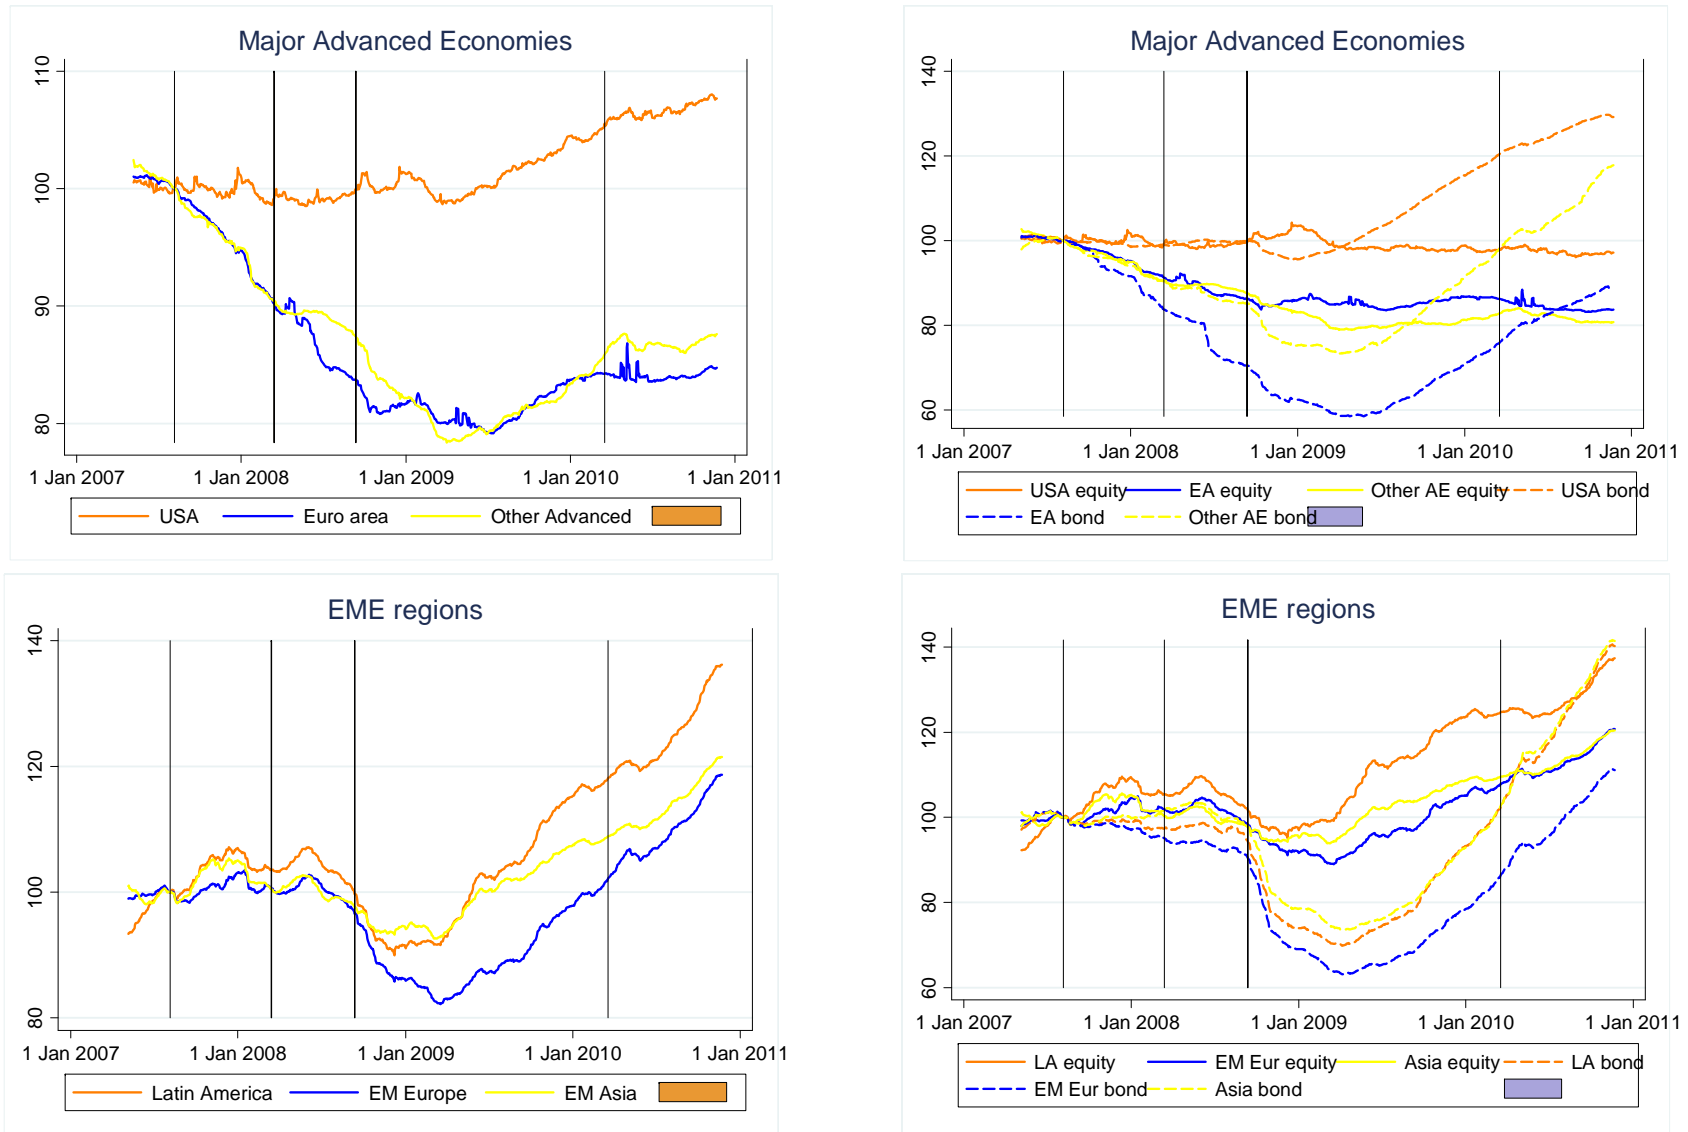 Major Advanced Economies
110
100
90
80
1 Jan 2007 1 Jan 2008 1 Jan 2009 1 Jan 2010 1 Jan 2011
USA Euro area Other Advanced
Major Advanced Economies
140
120
100
80
60
1 Jan 2007 1 Jan 2008 1 Jan 2009 1 Jan 2010 1 Jan 2011
USA equity EA equity Other AE equity USA bond
EA bond Other AE bond
EME regions
140
120
100
80
1 Jan 2007 1 Jan 2008 1 Jan 2009 1 Jan 2010 1 Jan 2011
Latin America EM Europe EM Asia
EME regions
140
120
100
80
60
1 Jan 2007 1 Jan 2008 1 Jan 2009 1 Jan 2010 1 Jan 2011
LA equity EM Eur equity Asia equity LA bond
EM Eur bond Asia bond